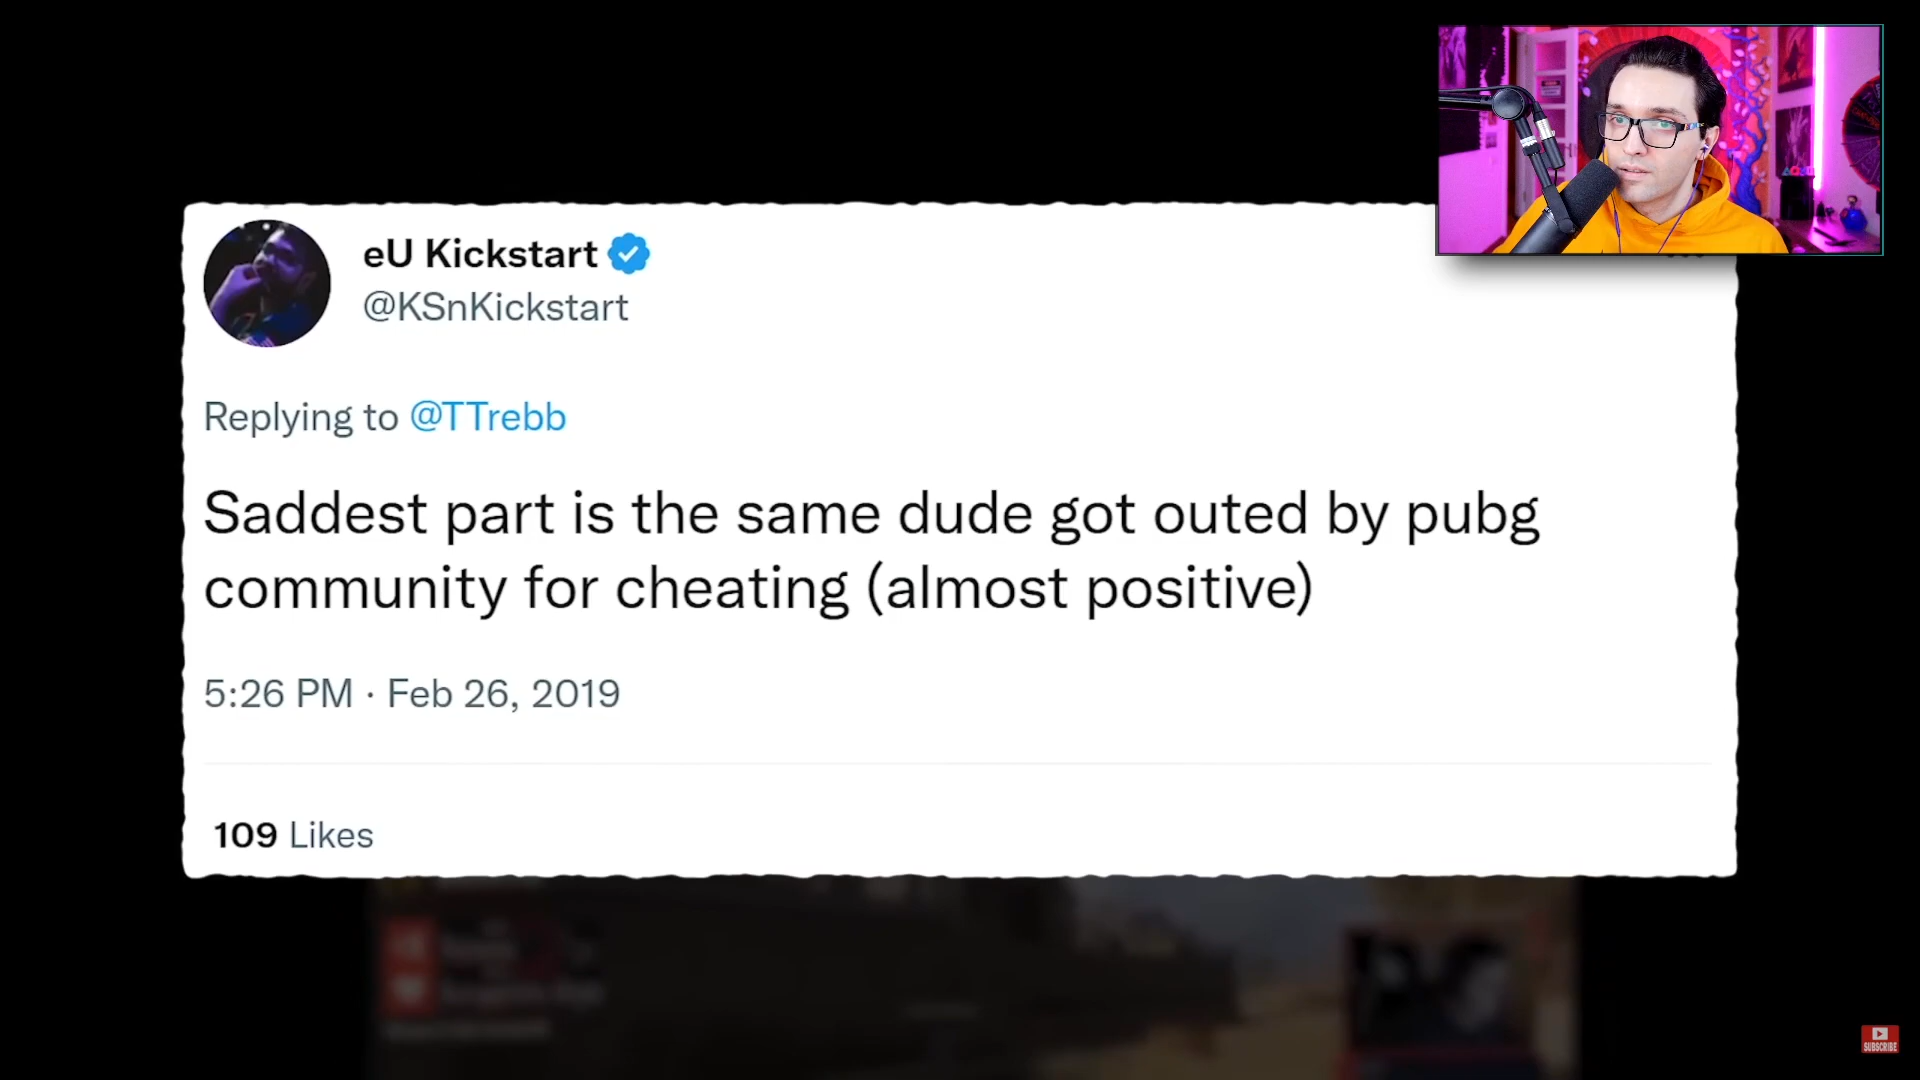 eU Kickstart
@KSnKickstart
Replying to @TTrebb
Saddest part is the same dude got outed by pubg
community for cheating (almost positive)
5:26 PM · Feb 26, 2019
109 Likes
SUBSCRIBE